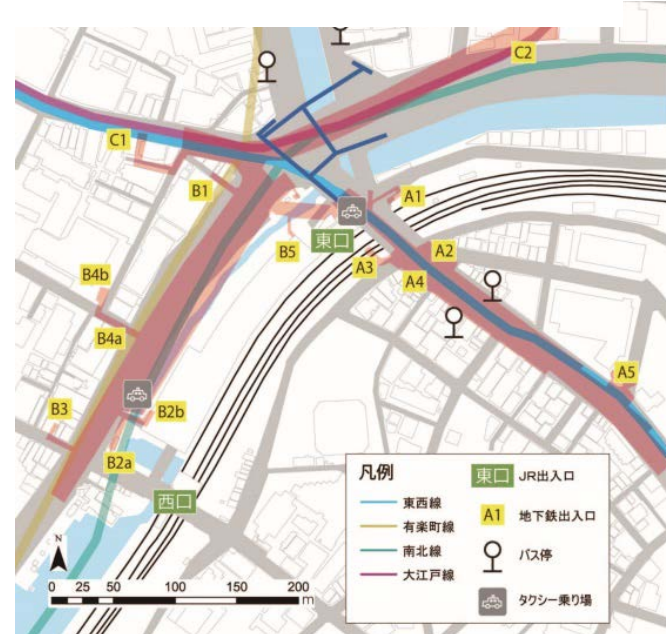 C2
C1
B1
A1
東口
B5
A2
A3
A4
B4b
B4a
A5
B3
B2b
B2a
西口
凡例
東西線
有楽町線
南北線
大江戸線
東口 JR出入口
A1 地下鉄出入口
バス停
タクシー乗り場
N
0 25 50 100 150 200
m